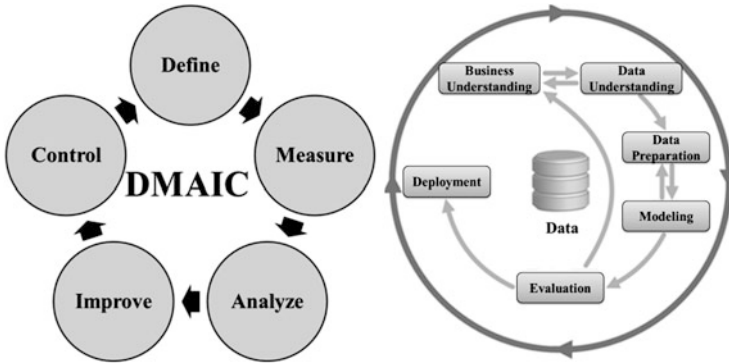 Define
Control
Measure
DMAIC
Improve
Analyze
Business
Understanding
Data
Understanding
Data
Preparation
Deployment
Modeling
Data
Evaluation